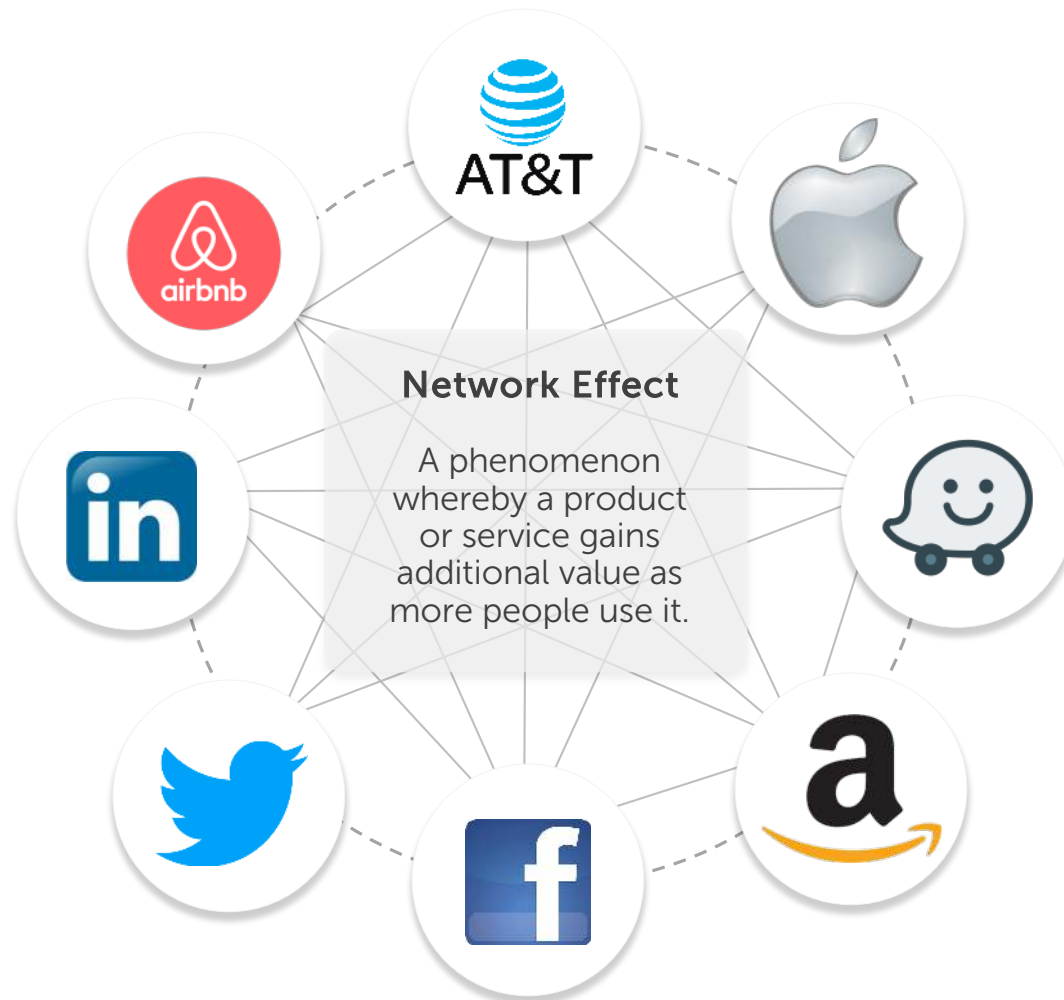 AT&T
airbnb
Network Effect
A phenomenon
whereby a product
or service gains
additional value as
more people use it.
in
f
a